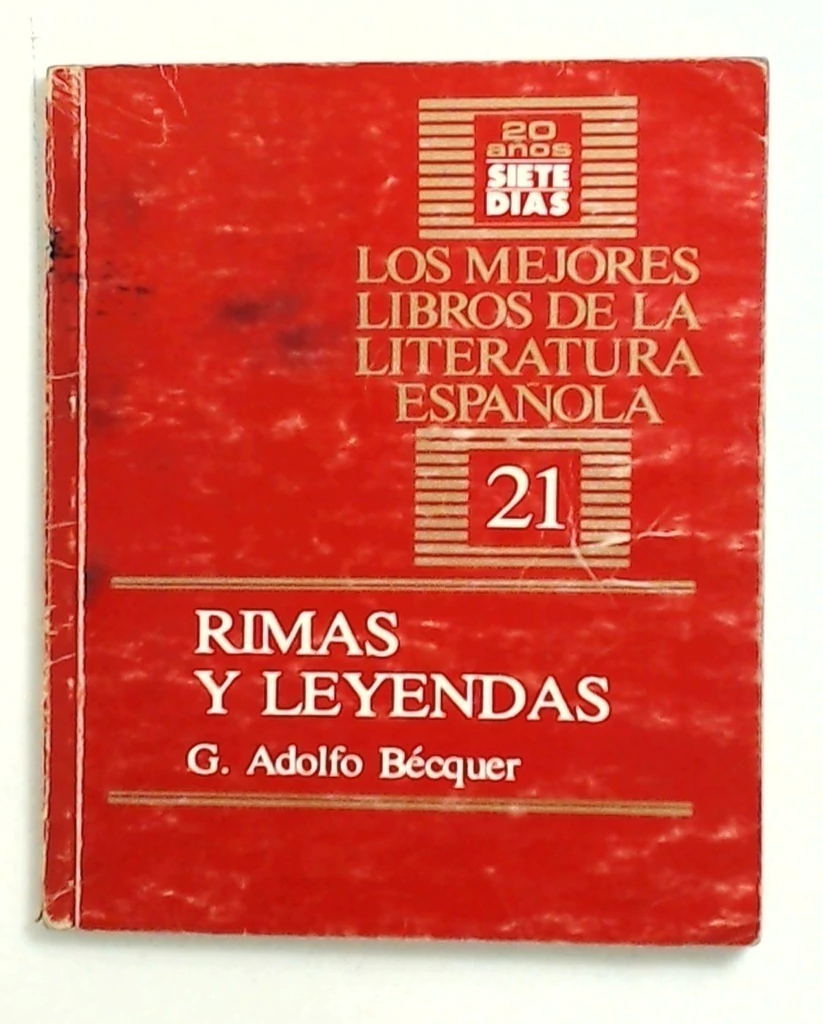 20
años
SIETE
DIAS
LOS MEJORES
LIBROS DE LA
LITERATURA
ESPAÑOLA
21
RIMAS
Y LEYENDAS
G. Adolfo Bécquer